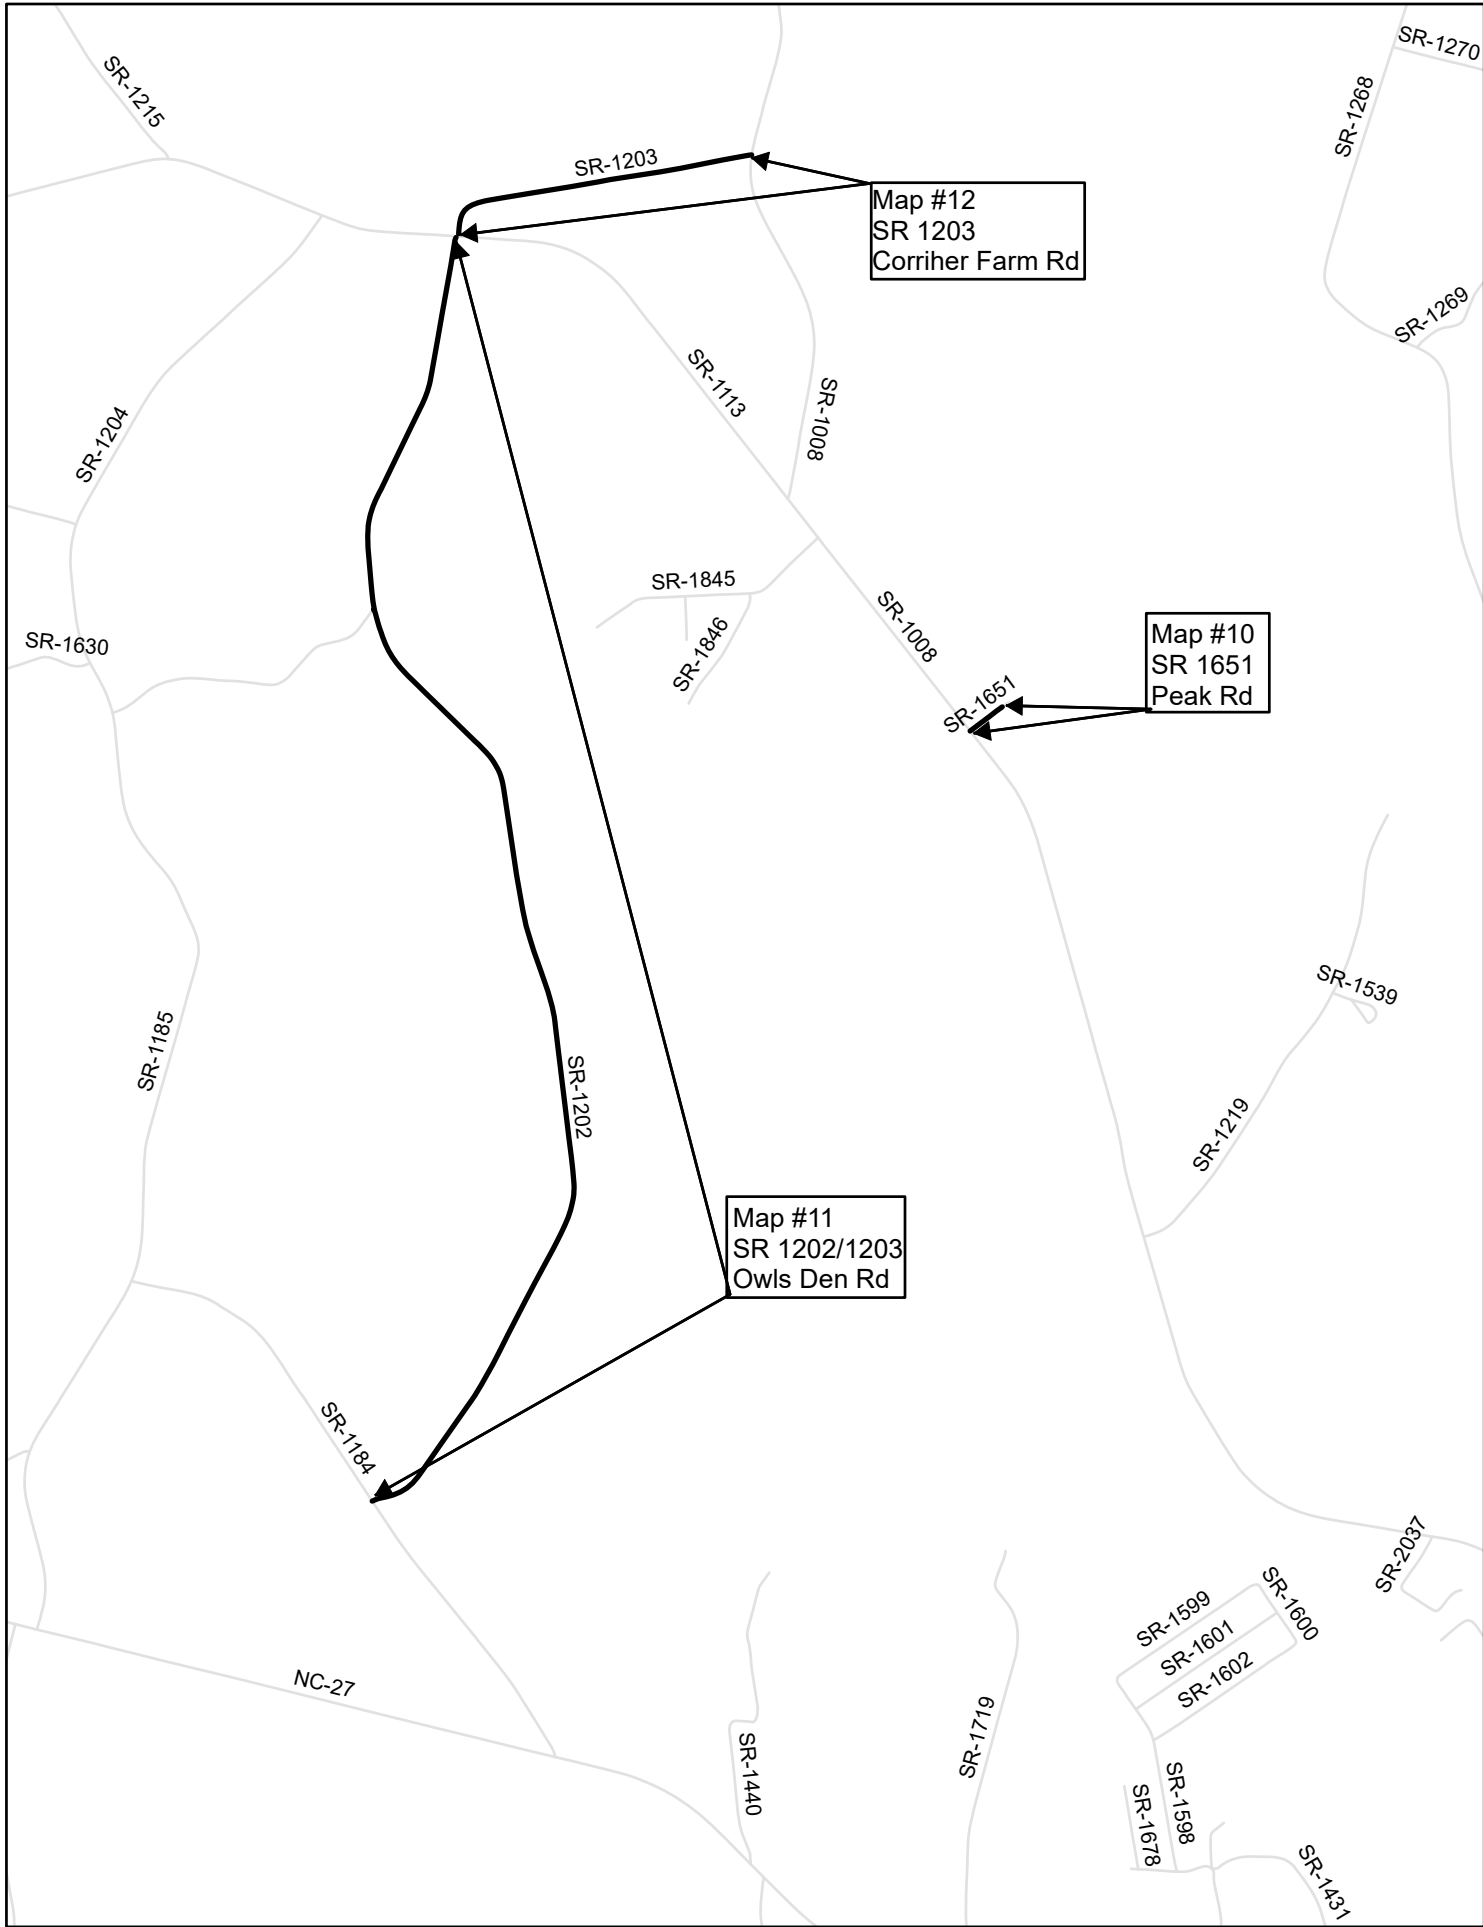 SR-1270
SR-1215
SR-1268
SR-1203
Map #12
SR 1203
Corriher Farm Rd
SR-1269
SR-1113
SR-1008
SR-1204
SR-1845
SR-1008
SR-1630
SR-1846
Map #10
SR 1651
Peak Rd
SR-1651
SR-1539
SR-1185
SR-1202
SR-1219
Map #11
SR 1202/1203
Owls Den Rd
SR-1184
SR-2037
SR-1599
SR-1600
SR-1601
SR-1602
NC-27
SR-1719
SR-1440
SR-1598
SR-1678
SR-1431